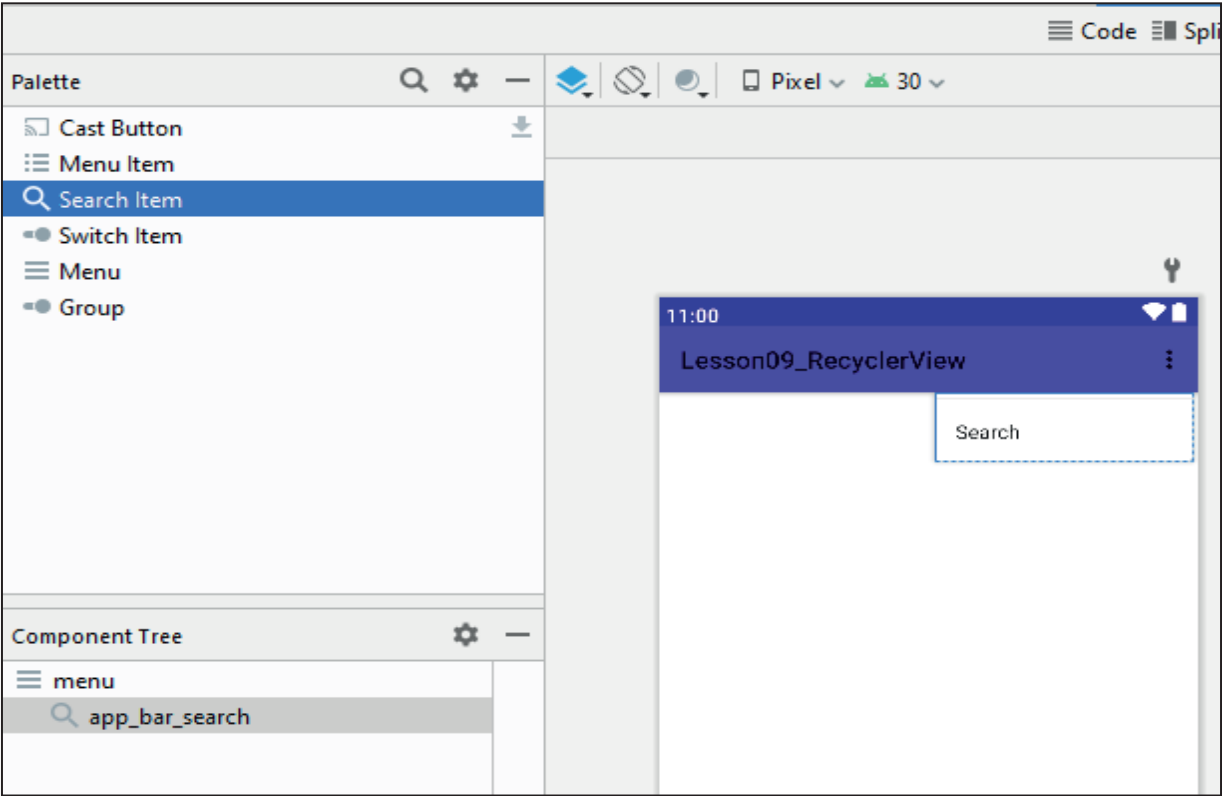 Code Spli
Palette
Pixel 30
Cast Button
Menu Item
Search Item
Switch Item
Menu
Group
11:00
Lesson09_RecyclerView
Search
Component Tree
menu
app_bar_search